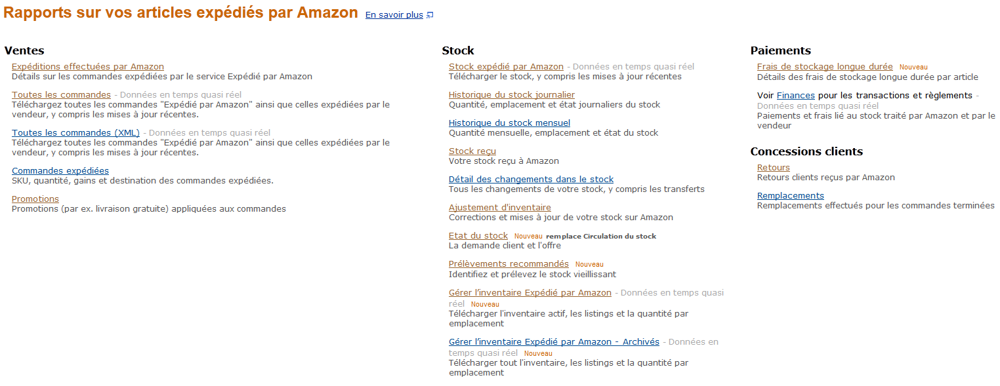 Rapports sur vos articles expédiés par Amazon En savoir plus
Ventes
Expéditions effectuées par Amazon
Détails sur les commandes expédiées par le service Expédié par Amazon
Toutes les commandes - Données en temps quasi réel
Téléchargez toutes les commandes "Expédié par Amazon" ainsi que celles expédiées par le
vendeur, y compris les mises à jour récentes.
Toutes les commandes (XML) - Données en temps quasi réel
Téléchargez toutes les commandes "Expédié par Amazon" ainsi que celles expédiées par le
vendeur, y compris les mises à jour récentes.
Commandes expédiées
SKU, quantité, gains et destination des commandes expédiées.
Promotions
Promotions (par ex. livraison gratuite) appliquées aux commandes
Stock
Stock expédié par Amazon - Données en temps quasi réel
Télécharger le stock, y compris les mises à jour récentes
Historique du stock journalier
Quantité, emplacement et état journaliers du stock
Historique du stock mensuel
Quantité mensuelle, emplacement et état du stock
Stock reçu
Votre stock reçu à Amazon
Détail des changements dans le stock
Tous les changements de votre stock, y compris les transferts
Ajustement d'inventaire
Corrections et mises à jour de votre stock sur Amazon
Etat du stock Nouveau remplace Circulation du stock
La demande client et l'offre
Prélèvements recommandés Nouveau
Identifiez et prélevez le stock vieillissant
Gérer l’inventaire Expédié par Amazon - Données en temps quasi
réel Nouveau
Télécharger l'inventaire actif, les listings et la quantité par
emplacement
Gérer l’inventaire Expédié par Amazon - Archivés - Données en
temps quasi réel Nouveau
Télécharger tout l'inventaire, les listings et la quantité par
emplacement
Paiements
Frais de stockage longue durée Nouveau
Détails des frais de stockage longue durée par article
Voir Finances pour les transactions et règlements -
Données en temps quasi réel
Paiements et frais lié au stock traité par Amazon et par le
vendeur
Concessions clients
Retours
Retours clients reçus par Amazon
Remplacements
Remplacements effectués pour les commandes terminées